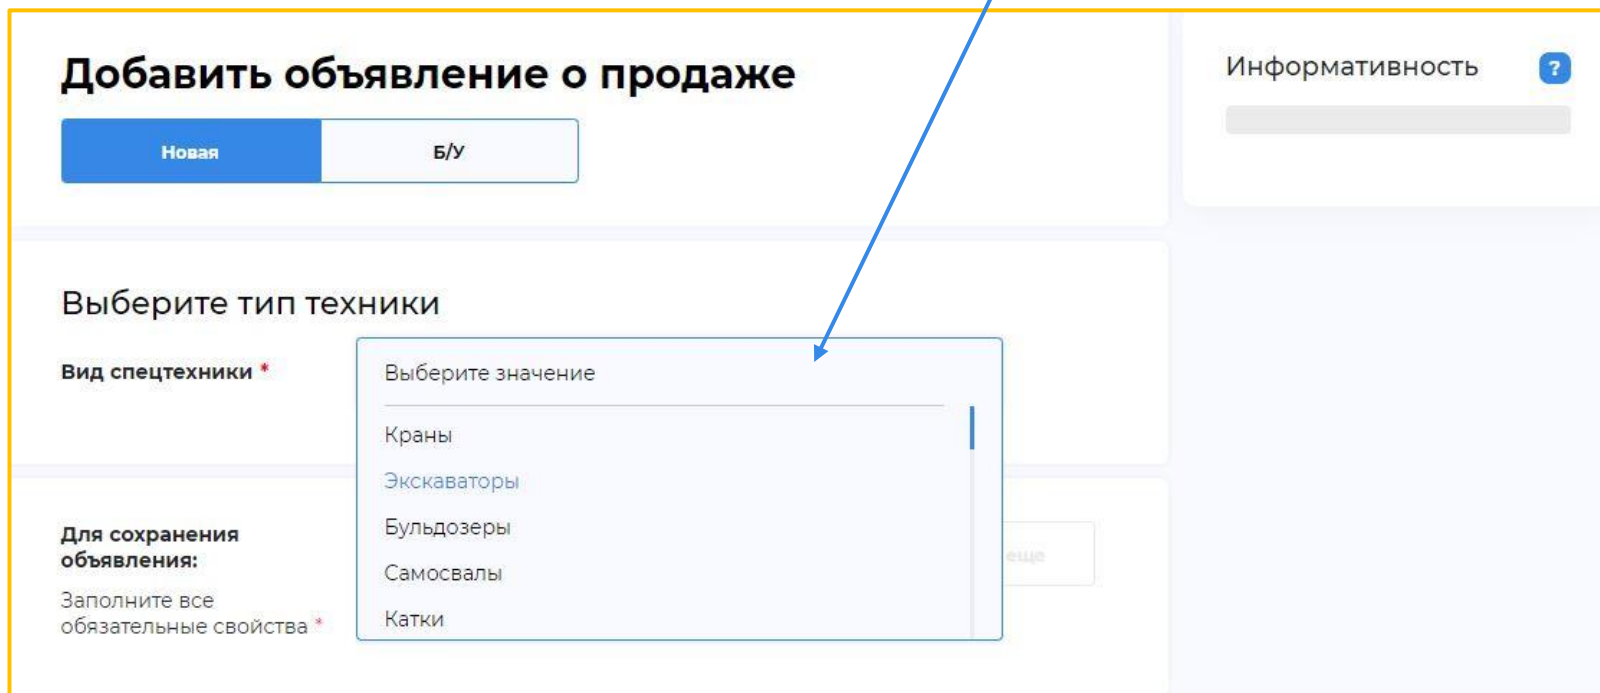 Добавить объявление о продаже
Новая
Б/У
Информативность
?
Выберите тип техники
Вид спецтехники *
Выберите значение
Краны
Экскаваторы
Бульдозеры
Самосвалы
Катки
Для сохранения
объявления:
Заполните все
обязательные свойства *
еще